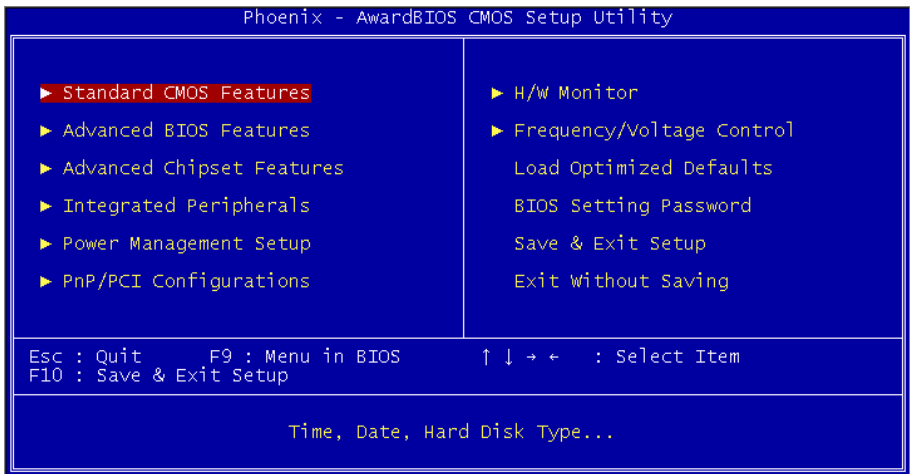 Phoenix - AwardBIOS CMOS Setup Utility
► Standard CMOS Features
► Advanced BIOS Features
► Advanced Chipset Features
► Integrated Peripherals
► Power Management Setup
► PnP/PCI Configurations
► H/W Monitor
► Frequency/Voltage Control
Load Optimized Defaults
BIOS Setting Password
Save & Exit Setup
Exit Without Saving
Esc : Quit F9 : Menu in BIOS ↑ ↓ → ← : Select Item
F10 : Save & Exit Setup
Time, Date, Hard Disk Type...